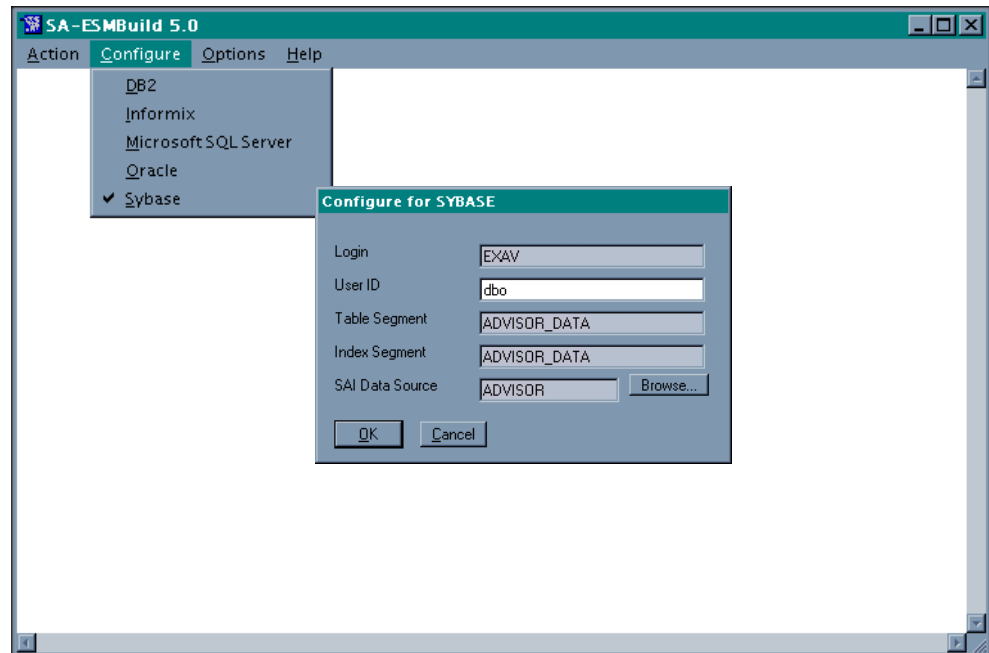 SA-ESMBuild 5.0
Action Configure Options Help
DB2
Informix
Microsoft SQL Server
Oracle
Sybase
Configure for SYBASE
Login EXAV
User ID dbo
Table Segment ADVISOR_DATA
Index Segment ADVISOR_DATA
SAI Data Source ADVISOR Browse...
OK Cancel